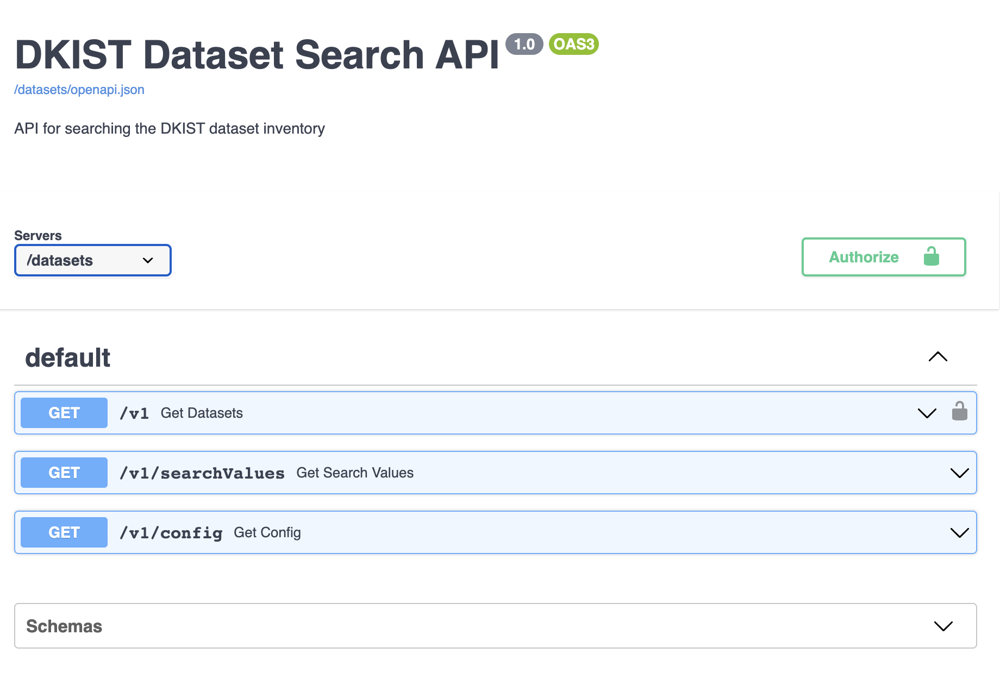 DKIST Dataset Search API 1.0 OAS3
/datasets/openapi.json
API for searching the DKIST dataset inventory
Servers
/datasets
Authorize
default
GET /v1 Get Datasets
GET /v1/searchValues Get Search Values
GET /v1/config Get Config
Schemas